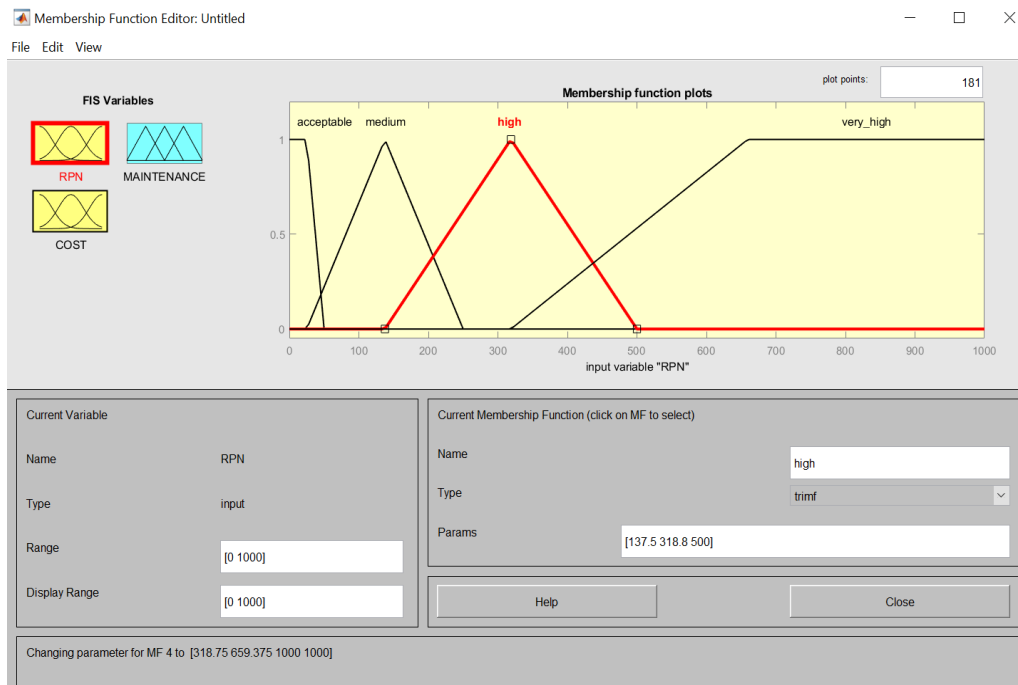 Membership Function Editor: Untitled
File Edit View
FIS Variables
RPN
MAINTENANCE
COST
plot points:
181
Membership function plots
acceptable medium high very_high
1
0.5
0
0 100 200 300 400 500 600 700 800 900 1000
input variable "RPN"
Current Variable
Name RPN
Type input
Range [0 1000]
Display Range [0 1000]
Current Membership Function (click on MF to select)
Name high
Type trimf
Params [137.5 318.8 500]
Help Close
Changing parameter for MF 4 to [318.75 659.375 1000 1000]